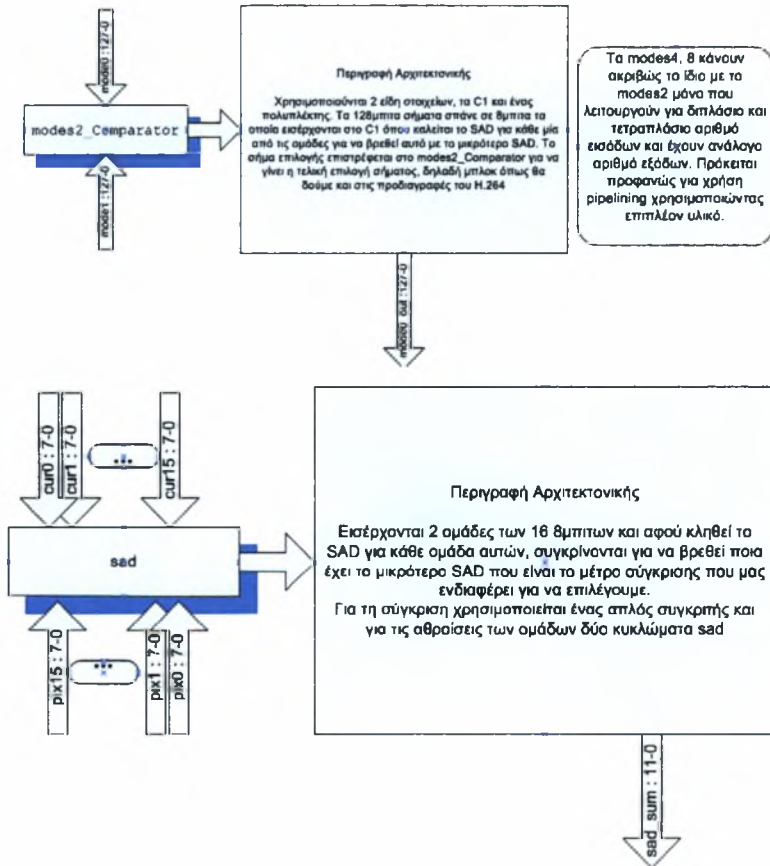 mode0 :127-0
modes2_Comparator
mode1 :127-0
Περιγραφή Αρχιτεκτονικής
Χρησιμοποιούνται 2 είδη στοιχείων, τα C1 και ένας
πολυπλέκτης. Τα 128μπιτα σήματα σπάνε σε 8μπιτα τα
οποία εισέρχονται στο C1 όπου καλείται το SAD για κάθε μία
από τις ομάδες για να βρεθεί αυτό με το μικρότερο SAD. Το
σήμα επιλογής επιστρέφεται στο modes2_Comparator για να
γίνει η τελική επιλογή σήματος, δηλαδή μπλοκ όπως θα
δούμε και στις προδιαγραφές του H.264
Τα modes4, 8 κάνουν
ακριβώς το ίδιο με το
modes2 μόνο που
λειτουργούν για διπλάσιο και
τετραπλάσιο αριθμό
εισόδων και έχουν ανάλογο
αριθμό εξόδων. Πρόκειται
προφανώς για χρήση
pipelining χρησιμοποιώντας
επιπλέον υλικό.
mode0_out :127-0
cur0 : 7-0
cur1 : 7-0
...
cur15 : 7-0
sad
pix15 : 7-0
...
pix1 : 7-0
pix0 : 7-0
Περιγραφή Αρχιτεκτονικής
Εισέρχονται 2 ομάδες των 16 8μπιτων και αφού κληθεί το
SAD για κάθε ομάδα αυτών, συγκρίνονται για να βρεθεί ποια
έχει το μικρότερο SAD που είναι το μέτρο σύγκρισης που μας
ενδιαφέρει για να επιλέγουμε.
Για τη σύγκριση χρησιμοποιείται ένας απλός συγκριτής και
για τις αθροίσεις των ομάδων δύο κυκλώματα sad
sad_sum : 11-0